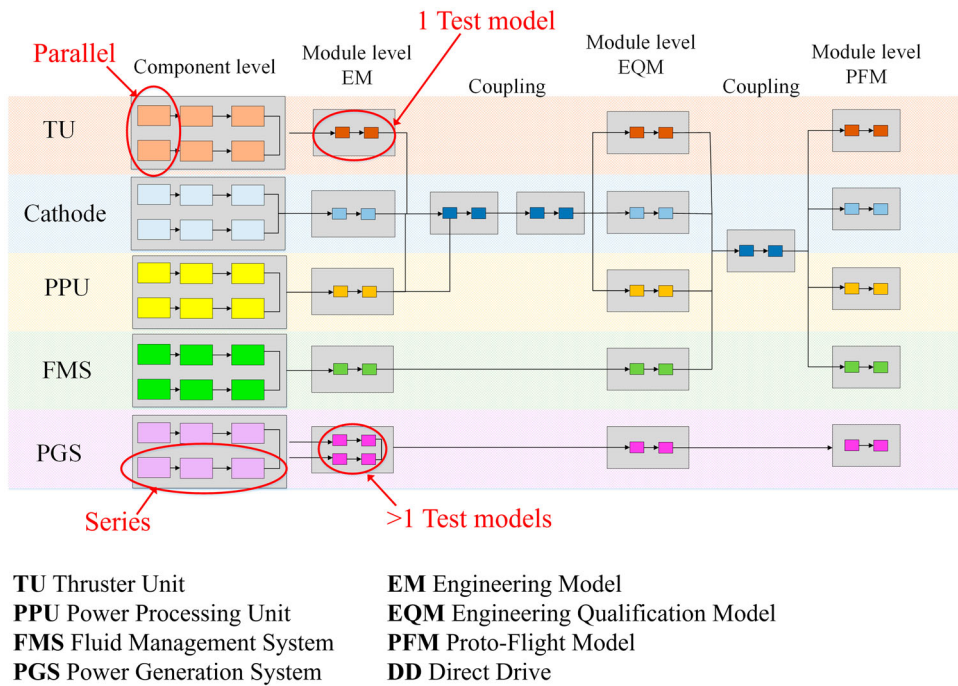 1 Test model
Parallel
Component level
Module level
EM
Coupling
Module level
EQM
Coupling
Module level
PFM
TU
Cathode
PPU
FMS
PGS
Series
>1 Test models
TU Thruster Unit
PPU Power Processing Unit
FMS Fluid Management System
PGS Power Generation System
EM Engineering Model
EQM Engineering Qualification Model
PFM Proto-Flight Model
DD Direct Drive